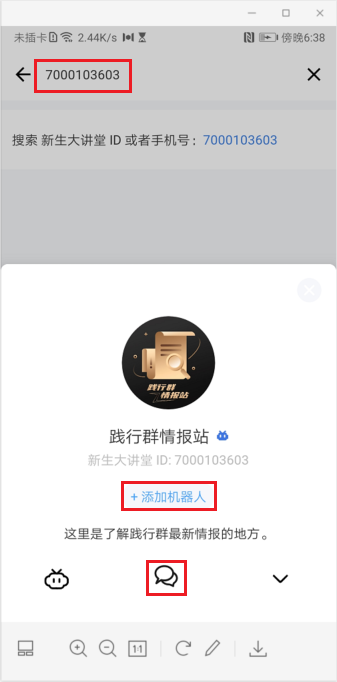 未插卡 2.44K/s 傍晚6:38
7000103603
搜索 新生大讲堂 ID 或者手机号： 7000103603
践行群
情报站
践行群情报站
新生大讲堂 ID: 7000103603
+ 添加机器人
这里是了解践行群最新情报的地方。
1:1